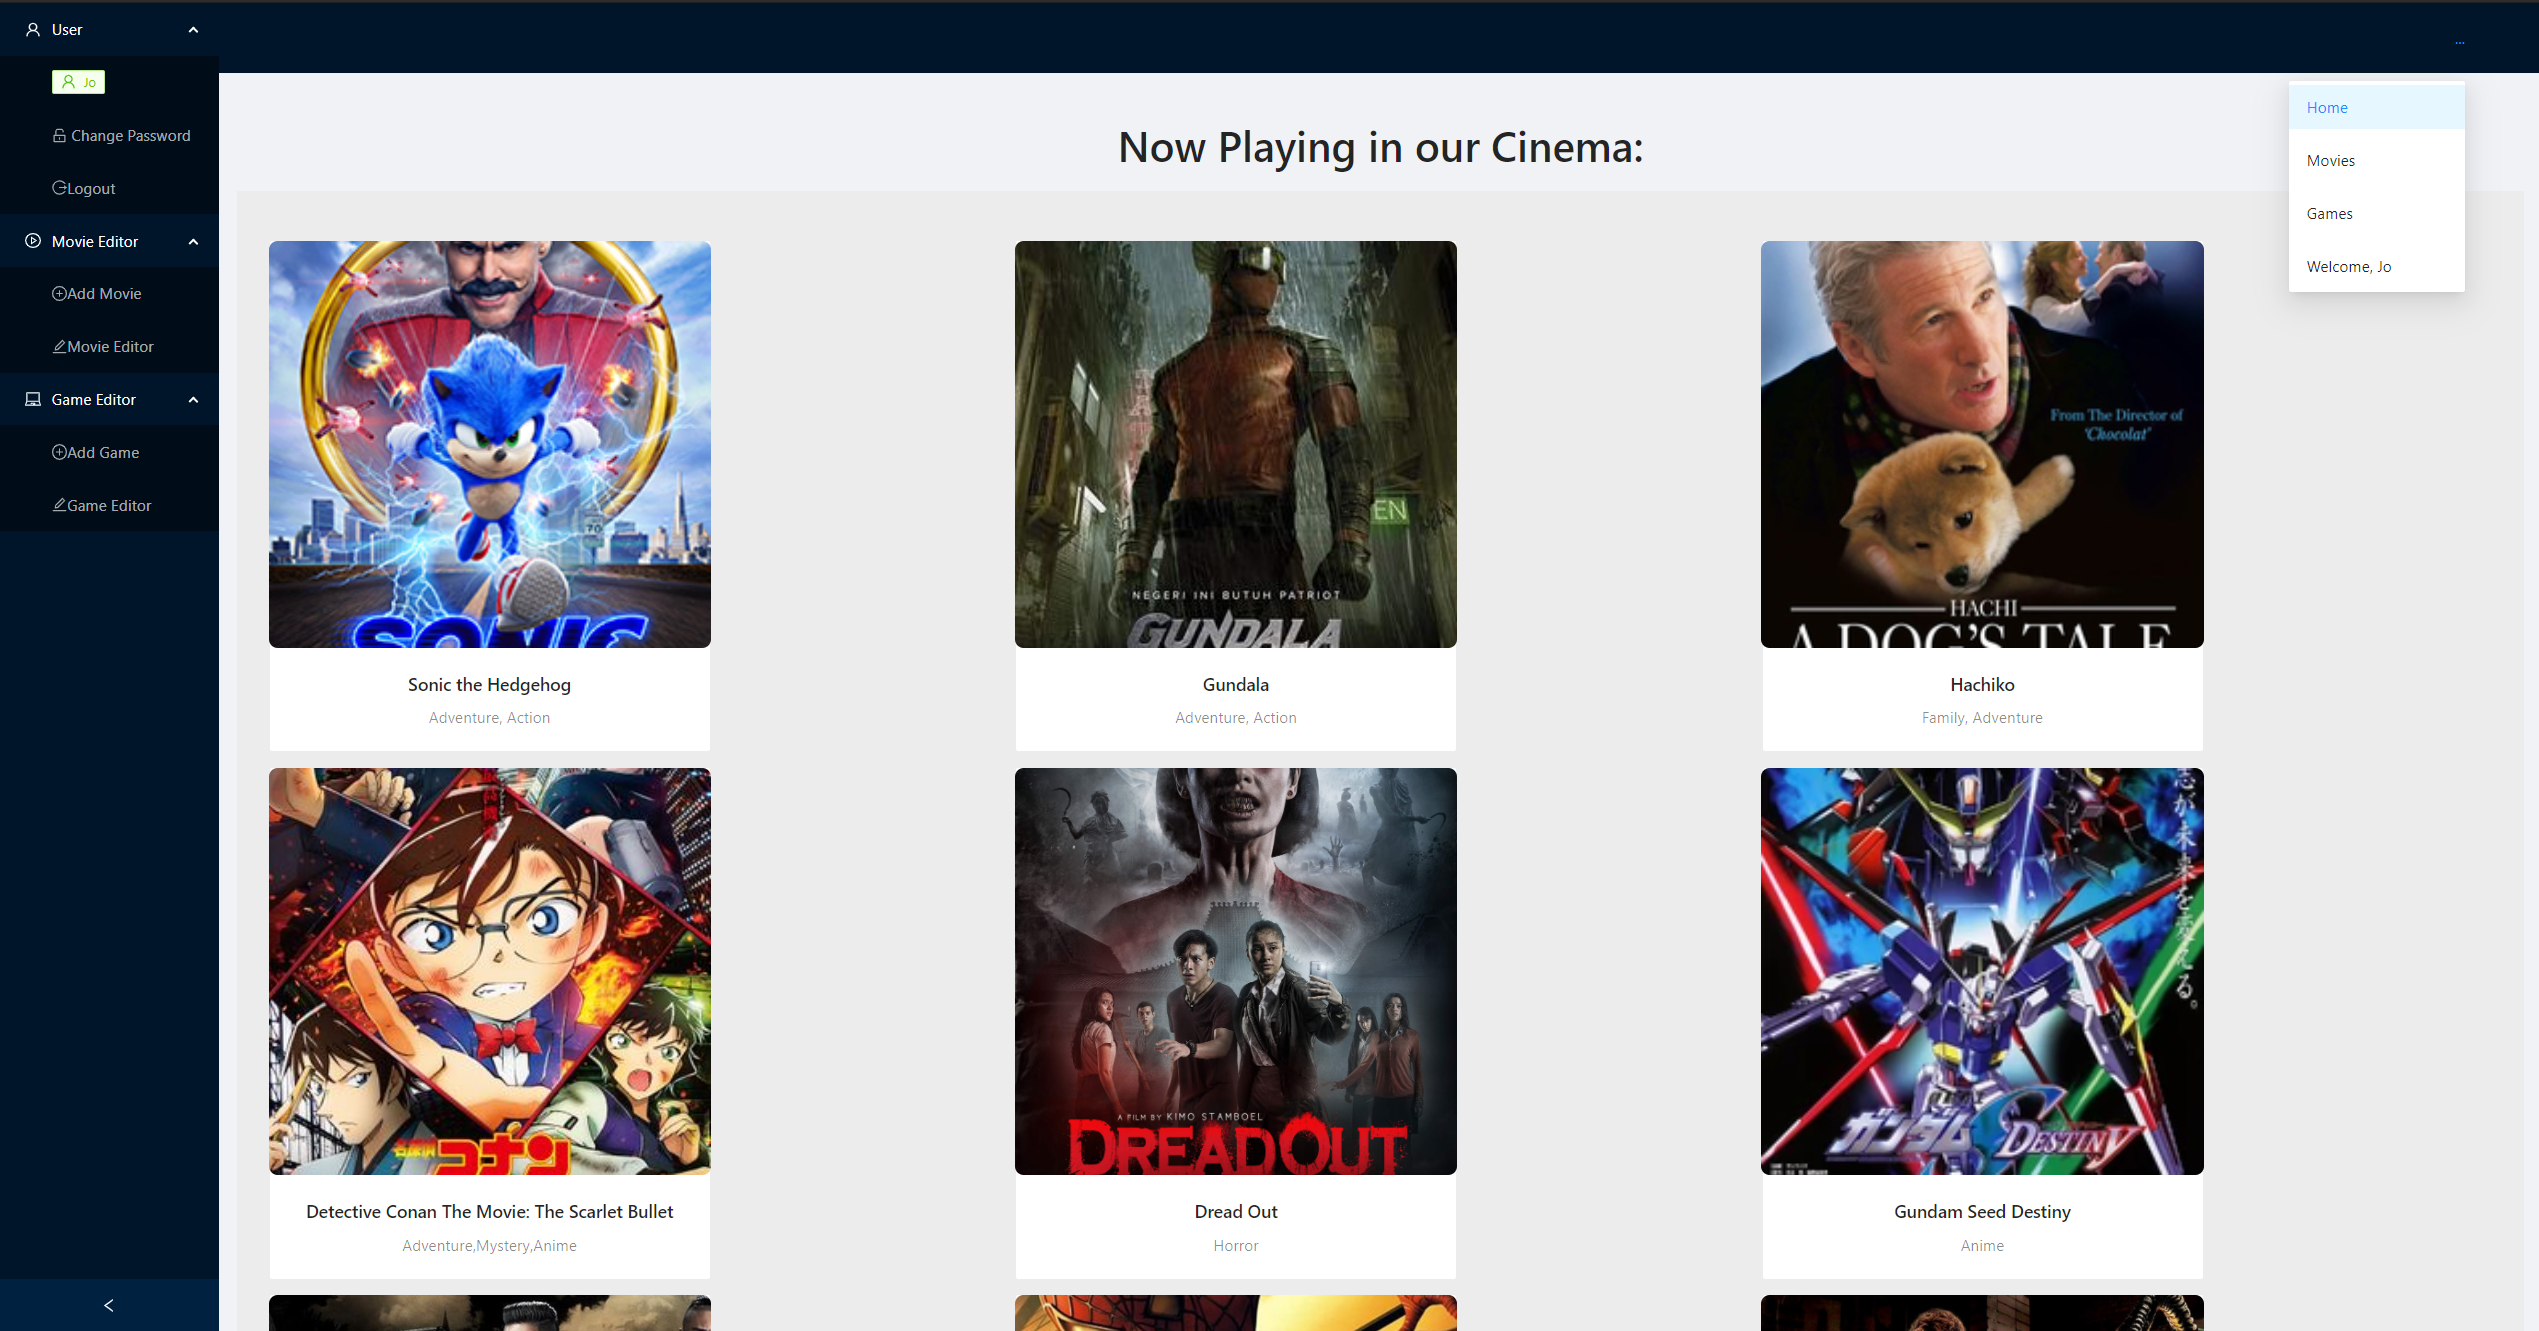 User
...
Jo
Change Password
Logout
Movie Editor
Add Movie
Movie Editor
Game Editor
Add Game
Game Editor
Home
Movies
Games
Welcome, Jo
Now Playing in our Cinema:
70
SONIC
Sonic the Hedgehog
Adventure, Action
EN
NEGERI INI BUTUH PATRIOT
GUNDALA
Gundala
Adventure, Action
From The Director of
"Chocolat"
HACHI
A DOG'S TALE
Hachiko
Family, Adventure
名探偵
コナン
Detective Conan The Movie: The Scarlet Bullet
Adventure,Mystery,Anime
A FILM BY KIMO STAMBOEL
DREADOUT
Dread Out
Horror
ガンダム
DESTINY
Gundam Seed Destiny
Anime